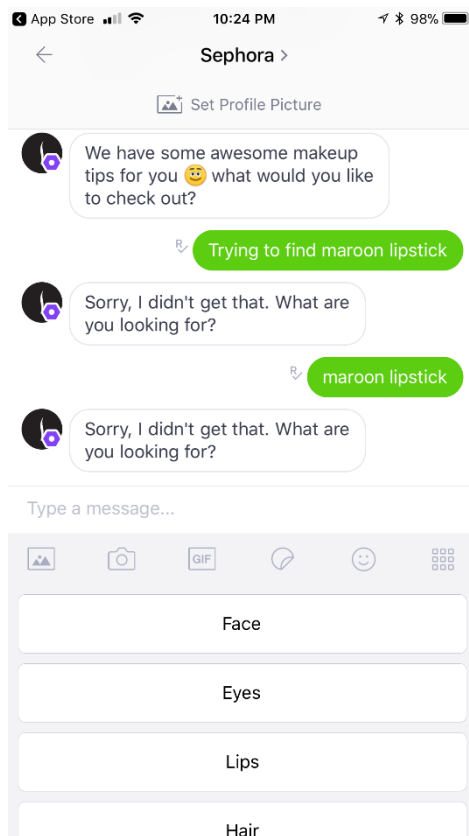 App Store 10:24 PM 98%
Sephora >
Set Profile Picture
We have some awesome makeup
tips for you 🙂 what would you like
to check out?
R Trying to find maroon lipstick
Sorry, I didn't get that. What are
you looking for?
R maroon lipstick
Sorry, I didn't get that. What are
you looking for?
Type a message...
GIF
Face
Eyes
Lips
Hair